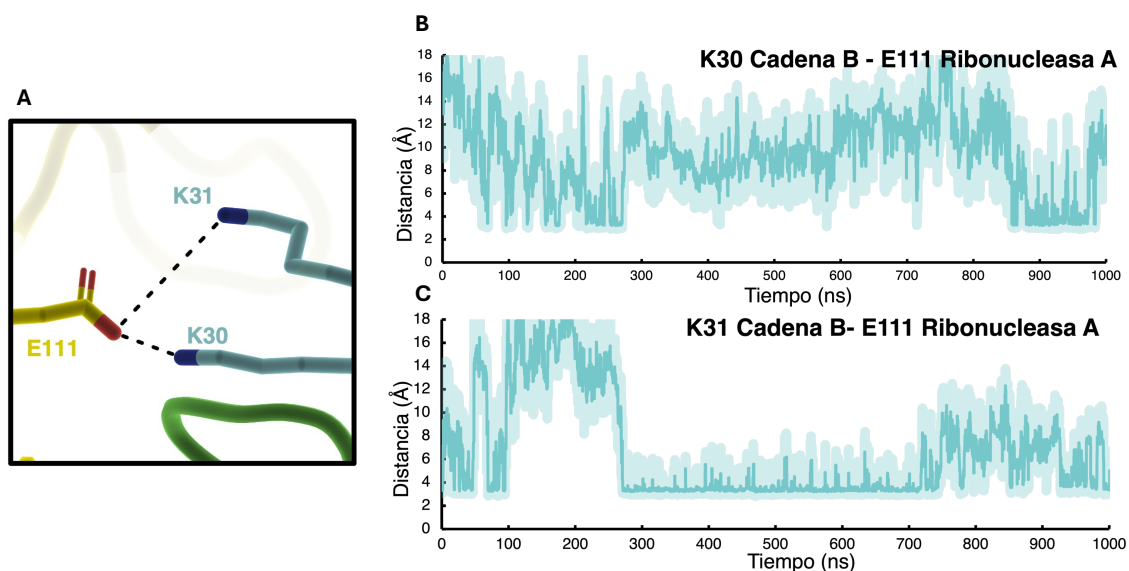 A
K31
K30
E111
B
K30 Cadena B - E111 Ribonucleasa A
Distancia (Å)
18
16
14
12
10
8
6
4
2
0
0 100 200 300 400 500 600 700 800 900 1000
Tiempo (ns)
C
K31 Cadena B- E111 Ribonucleasa A
Distancia (Å)
18
16
14
12
10
8
6
4
2
0
0 100 200 300 400 500 600 700 800 900 1000
Tiempo (ns)